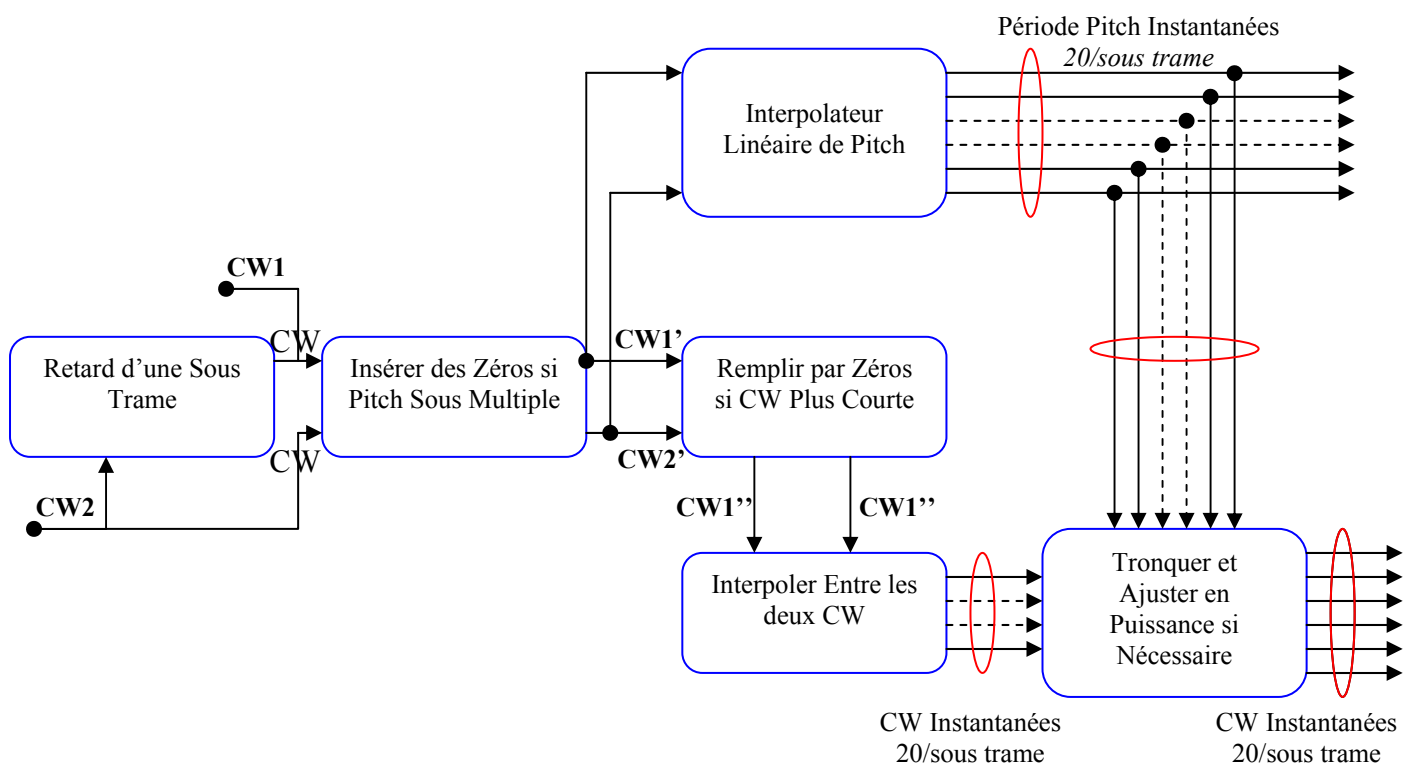 Période Pitch Instantanées
20/sous trame
Interpolateur
Linéaire de Pitch
CW1
CW
Retard d’une Sous
Trame
Insérer des Zéros si
Pitch Sous Multiple
CW1’
Remplir par Zéros
si CW Plus Courte
CW
CW2’
CW2
CW1’’
CW1’’
Interpoler Entre les
deux CW
Tronquer et
Ajuster en
Puissance si
Nécessaire
CW Instantanées
20/sous trame
CW Instantanées
20/sous trame